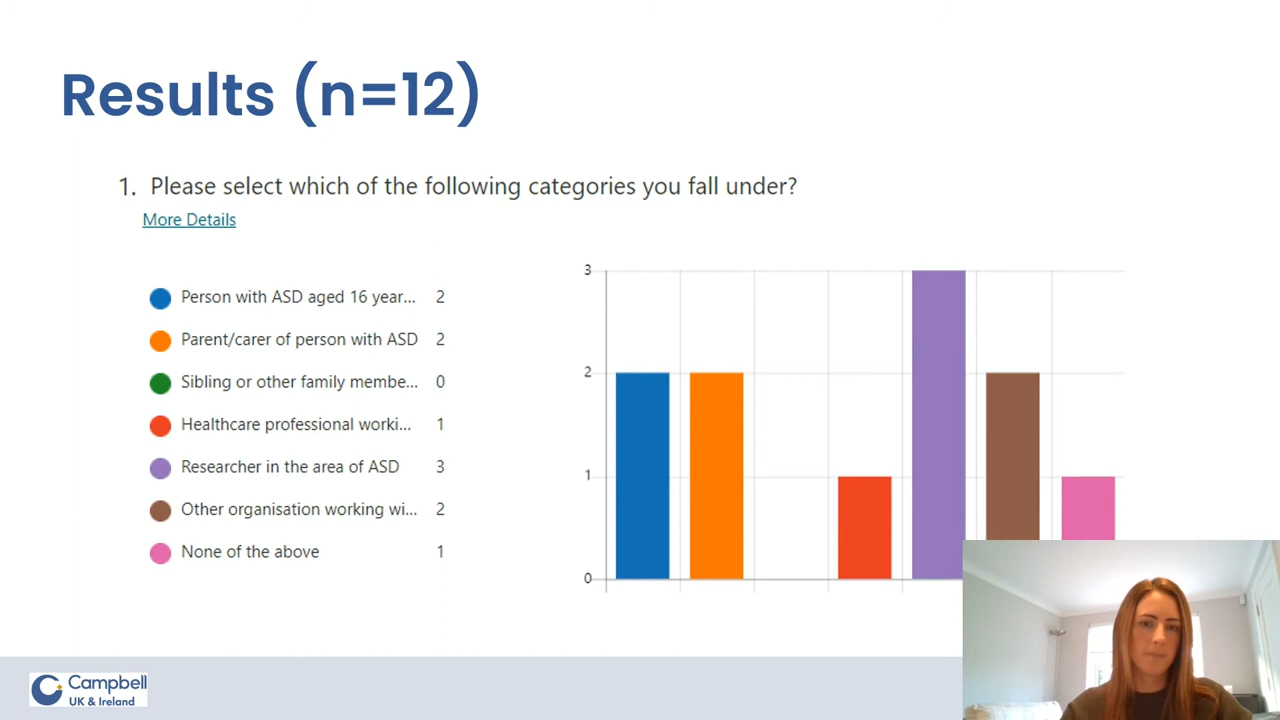 Results (n=12)
1. Please select which of the following categories you fall under?
More Details
Person with ASD aged 16 year... 2
Parent/carer of person with ASD 2
Sibling or other family membe... 0
Healthcare professional worki... 1
Researcher in the area of ASD 3
Other organisation working wi... 2
None of the above 1
3
2
1
0
Campbell
UK & Ireland